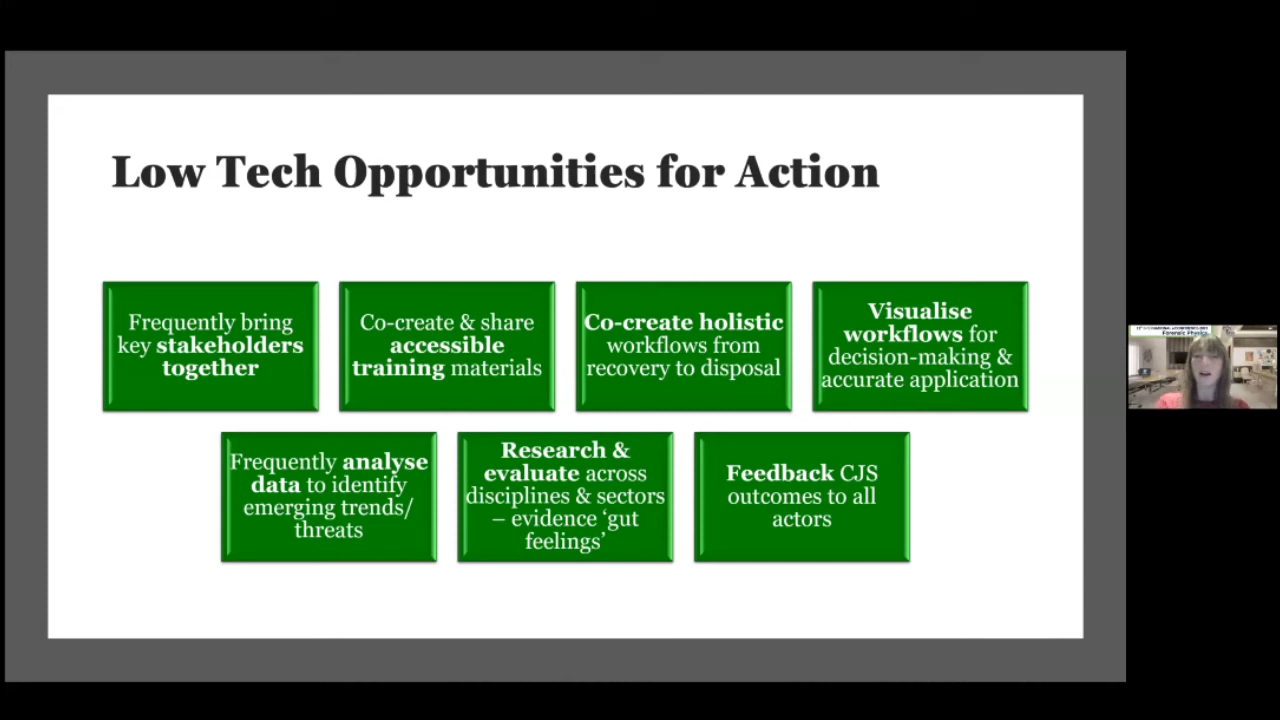 Low Tech Opportunities for Action
Frequently bring
key stakeholders
together
Co-create & share
accessible
training materials
Co-create holistic
workflows from
recovery to disposal
Visualise
workflows for
decision-making &
accurate application
Frequently analyse
data to identify
emerging trends/
threats
Research &
evaluate across
disciplines & sectors
– evidence ‘gut
feelings’
Feedback CJS
outcomes to all
actors
Forensic Physics